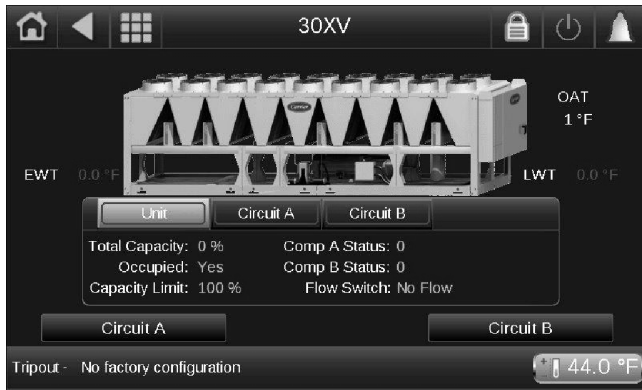 30XV
OAT
1 °F
EWT 0.0 °F
LWT 0.0 °F
Unit Circuit A Circuit B
Total Capacity: 0 % Comp A Status: 0
Occupied: Yes Comp B Status: 0
Capacity Limit: 100 % Flow Switch: No Flow
Circuit A Circuit B
Tripout - No factory configuration 44.0 °F